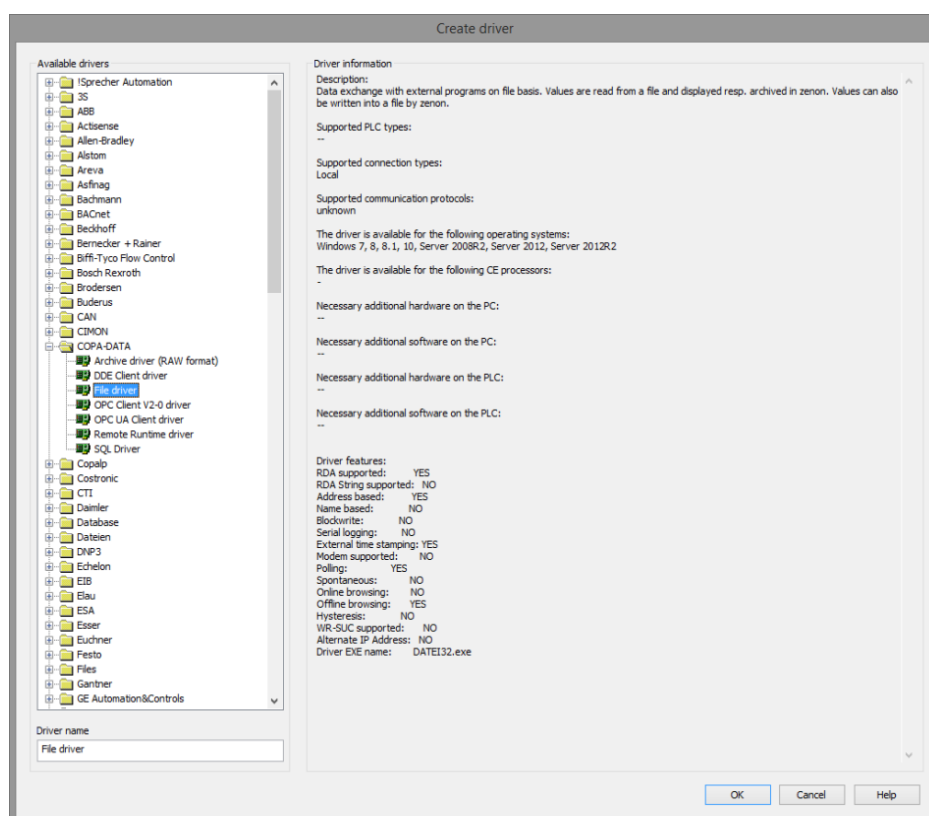 Create driver
Available drivers
!Sprecher Automation
3S
ABB
Actisense
Allen-Bradley
Alstom
Areva
Asfinag
Bachmann
BACnet
Beckhoff
Bernecker + Rainer
Biffi-Tyco Flow Control
Bosch Rexroth
Brodersen
Buderus
CAN
CIMON
COPA-DATA
Archive driver (RAW format)
DDE Client driver
File driver
OPC Client V2-0 driver
OPC UA Client driver
Remote Runtime driver
SQL Driver
Copalp
Costronic
CTI
Daimler
Database
Dateien
DNP3
Echelon
EIB
Elau
ESA
Esser
Euchner
Festo
Files
Gantner
GE Automation&Controls
Driver name
File driver
Driver information
Description:
Data exchange with external programs on file basis. Values are read from a file and displayed resp. archived in zenon. Values can also
be written into a file by zenon.
Supported PLC types:
--
Supported connection types:
Local
Supported communication protocols:
unknown
The driver is available for the following operating systems:
Windows 7, 8, 8.1, 10, Server 2008R2, Server 2012, Server 2012R2
The driver is available for the following CE processors:
-
Necessary additional hardware on the PC:
--
Necessary additional software on the PC:
--
Necessary additional hardware on the PLC:
--
Necessary additional software on the PLC:
--
Driver features:
RDA supported: YES
RDA String supported: NO
Address based: YES
Name based: NO
Blockwrite: NO
Serial logging: NO
External time stamping: YES
Modem supported: NO
Polling: YES
Spontaneous: NO
Online browsing: NO
Offline browsing: YES
Hysteresis: NO
WR-SUC supported: NO
Alternate IP Address: NO
Driver EXE name: DATEI32.exe
OK Cancel Help